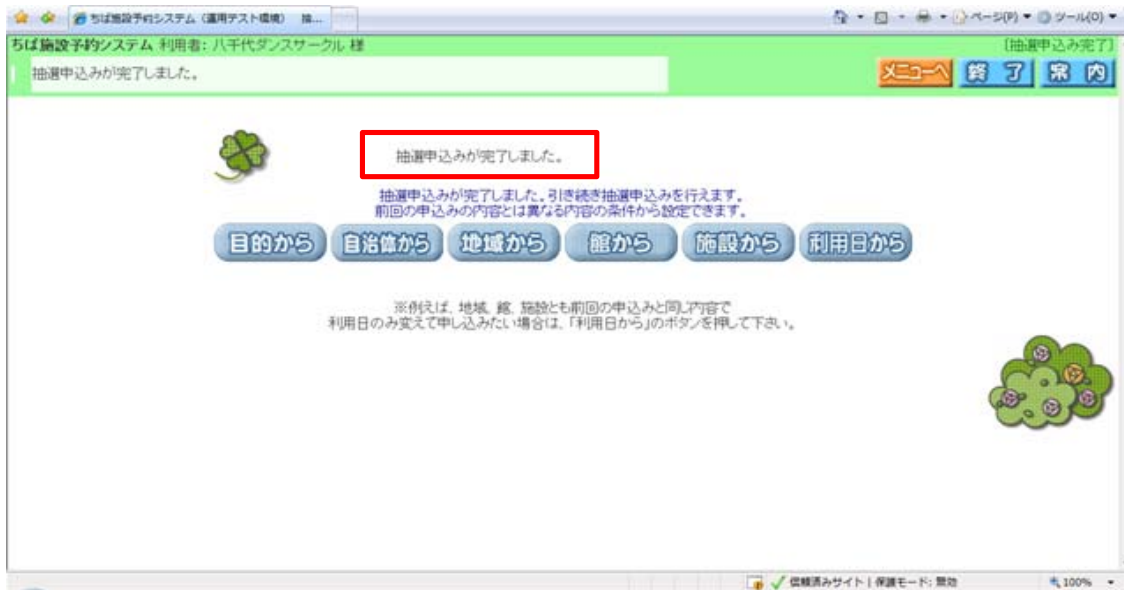 ちば施設予約システム（運用テスト環境） 抽...
ページ(P) ツール(O)
ちば施設予約システム 利用者: 八千代ダンスサークル 様
[抽選申込み完了]
抽選申込みが完了しました。
メニューへ 終 了 案 内
抽選申込みが完了しました。
抽選申込みが完了しました。引き続き抽選申込みを行えます。
前回の申込みの内容とは異なる内容の条件から設定できます。
目的から 自治体から 地域から 館から 施設から 利用日から
※例えば、地域、館、施設とも前回の申込みと同じ内容で
利用日のみ変えて申し込みたい場合は、「利用日から」のボタンを押して下さい。
信頼済みサイト | 保護モード: 無効
100%